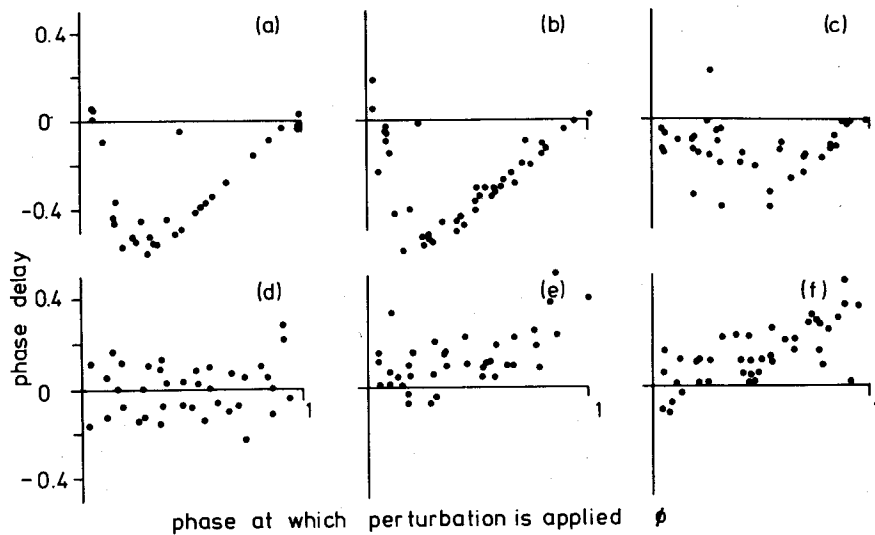 (a)
(b)
(c)
0.4
0
-0.4
phase delay
(d)
(e)
(f)
0.4
0
-0.4
1
1
1
phase at which perturbation is applied ø